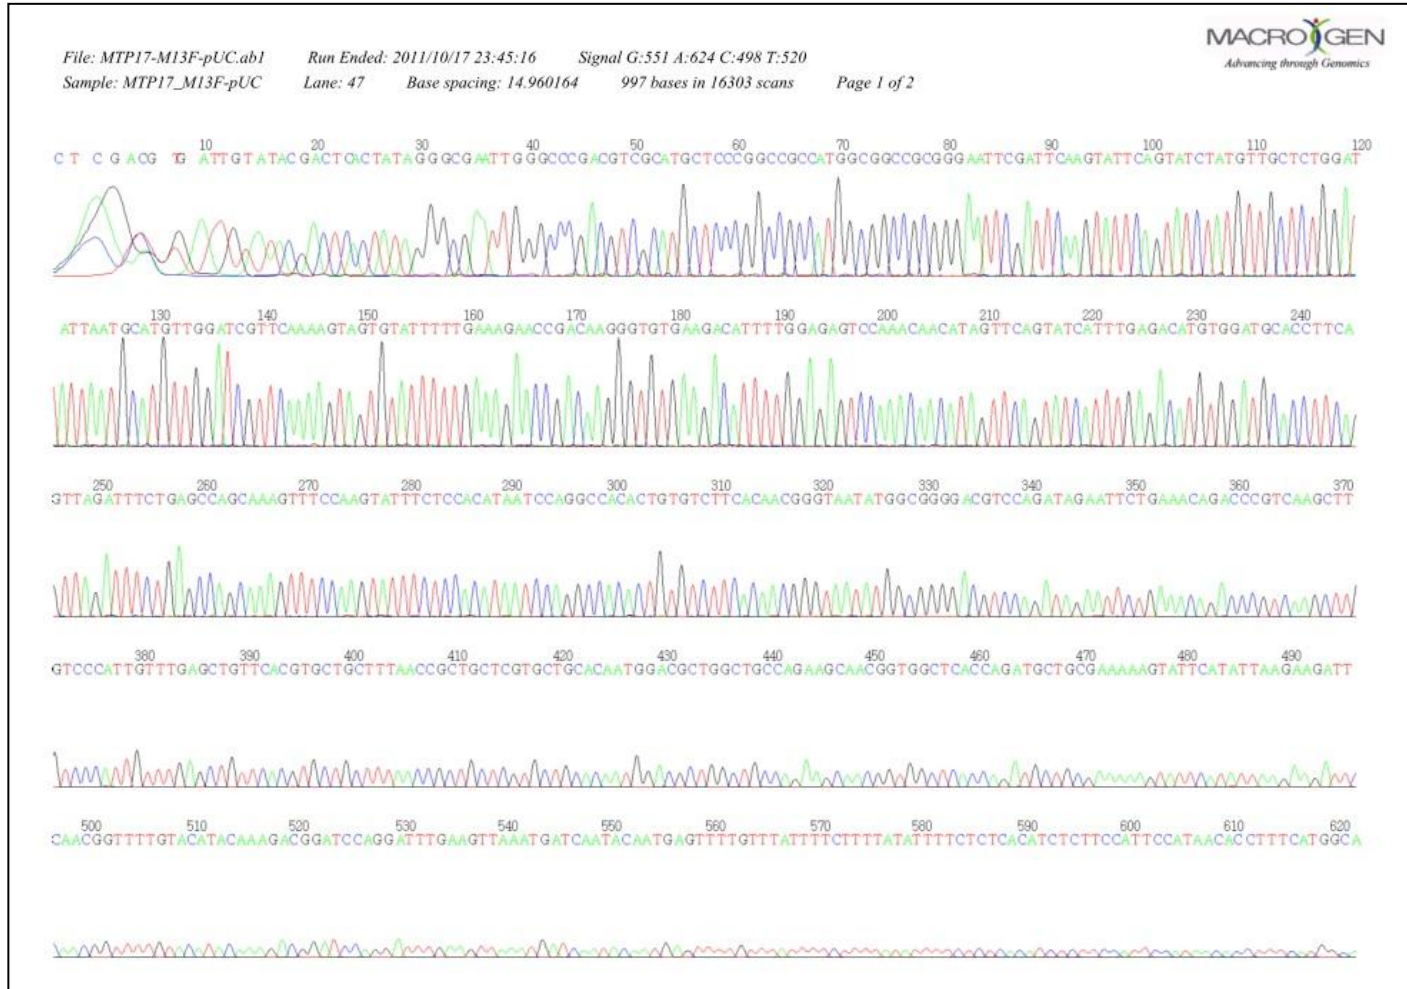 MACROGEN
Advancing through Genomics
File: MTP17-M13F-pUC.ab1 Run Ended: 2011/10/17 23:45:16 Signal G:551 A:624 C:498 T:520
Sample: MTP17_M13F-pUC Lane: 47 Base spacing: 14.960164 997 bases in 16303 scans Page 1 of 2
10 20 30 40 50 60 70 80 90 100 110 120
C T C GACG TG ATTGTATACGACTCACTATAGGGCGAATTGGGCCCGACGTCGCATGCTCCCGGCCGCCATGGCGGCCGCGGGAATTCGATTCAAGTATTCAGTATCTATGTTGCTCTGGAT
130 140 150 160 170 180 190 200 210 220 230 240
ATTAATGCATGTTGGATCGTTCAAAAGTAGTGTATTTTTGAAAGAACCGACAAGGGTGTGAAGACATTTTGGAGAGTCCAAACAACATAGTTCAGTATCATTTGAGACATGTGGATGCACCTTCA
250 260 270 280 290 300 310 320 330 340 350 360 370
GTTAGATTTCTGAGCCAGCAAAGTTTCCAAGTATTTCTCCACATAATCCAGGCCACACTGTGTCTTCACAACGGGTAATATGGCGGGGACGTCCAGATAGAATTCTGAAACAGACCCGTCAAGCTT
380 390 400 410 420 430 440 450 460 470 480 490
GTCCCATTGTTTGAGCTGTTCACGTGCTGCTTTAACCGCTGCTCGTGCTGCACAATGGACGCTGGCTGCCAGAAGCAACGGTGGCTCACCAGATGCTGCGAAAAAGTATTCATATTAAGAAGATT
500 510 520 530 540 550 560 570 580 590 600 610 620
CAACGGTTTTGTACATACAAAGACGGATCCAGGATTTGAAGTTAAATGATCAATACAATGAGTTTTGTTTATTTTCTTTTATATTTTCTCTCACATCTCTTCCATTCCATAACACCTTTCATGGCA